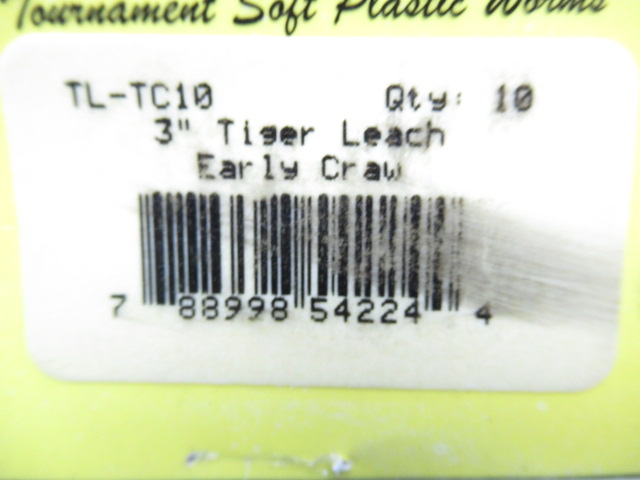 Tournament Soft Plastic Worms
TL-TC10 Qty: 10
3" Tiger Leach
Early Craw
7 88998 54224 4